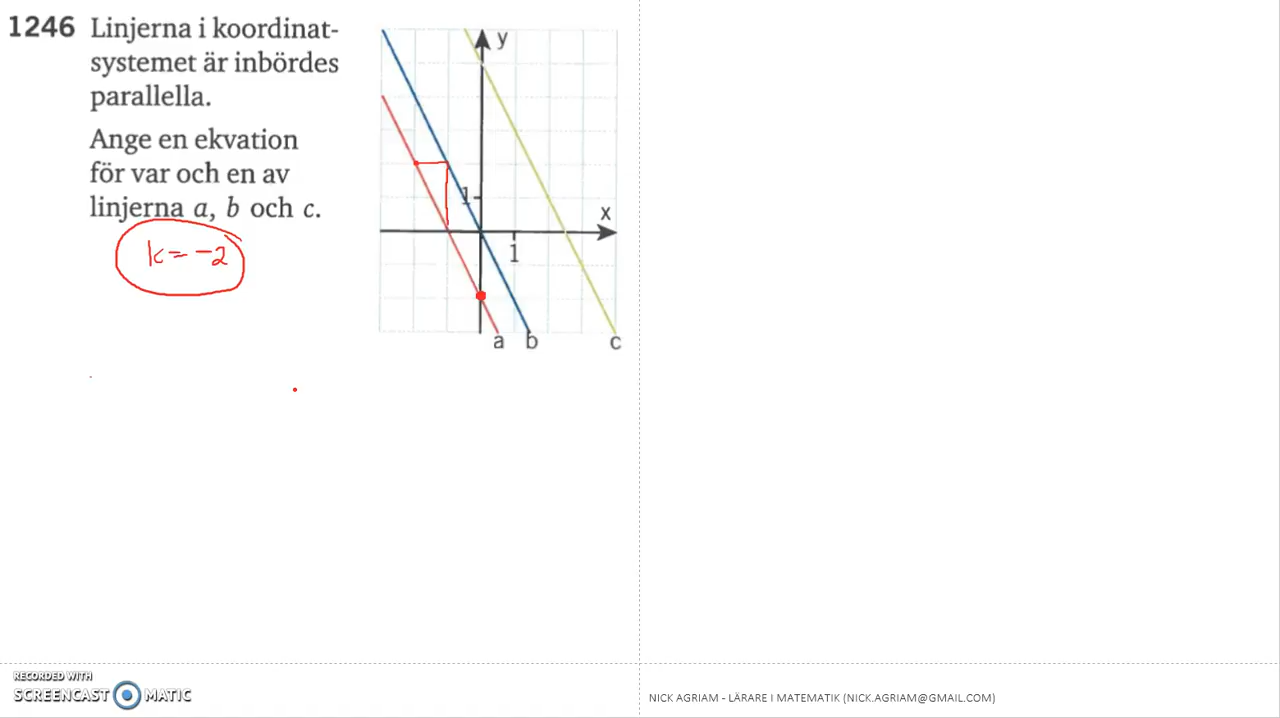 1246 Linjerna i koordinat-
systemet är inbördes
parallella.
Ange en ekvation
för var och en av
linjerna a, b och c.
k=-2
y
1
x
1
a b c
RECORDED WITH
SCREENCAST MATIC
NICK AGRIAM - LÄRARE I MATEMATIK (NICK.AGRIAM@GMAIL.COM)